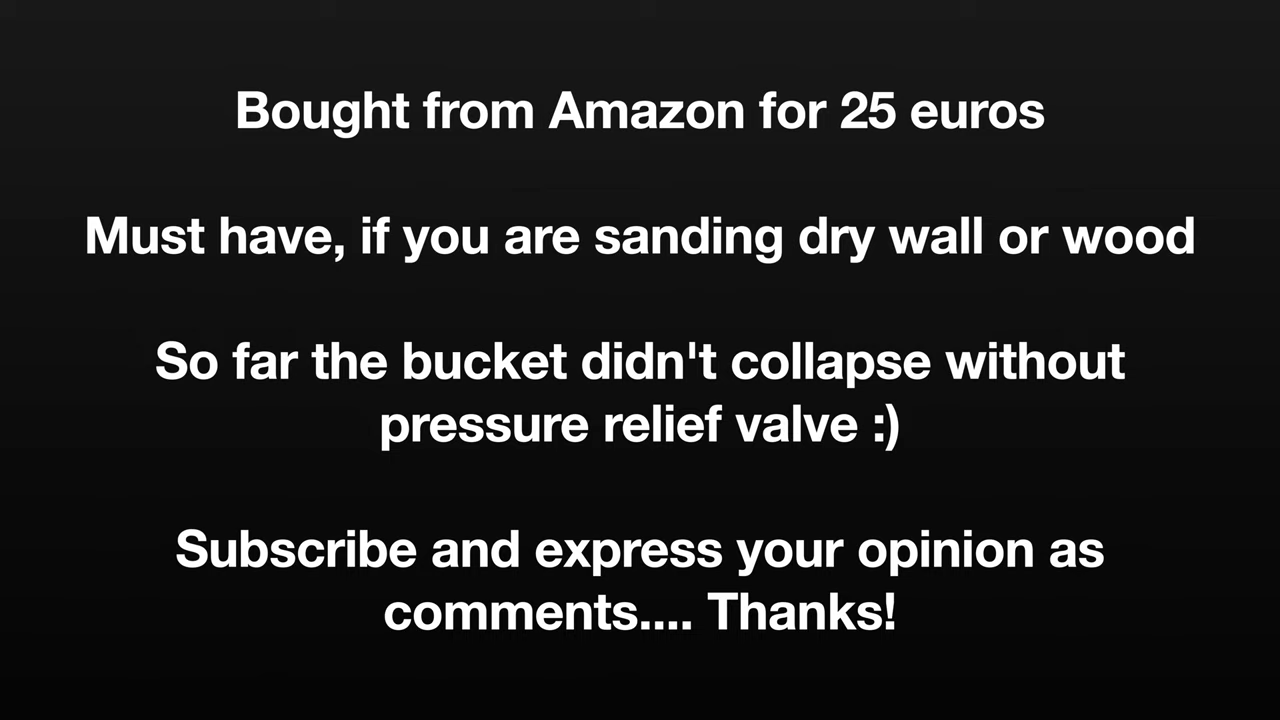 Bought from Amazon for 25 euros
Must have, if you are sanding dry wall or wood
So far the bucket didn't collapse without
pressure relief valve :)
Subscribe and express your opinion as
comments.... Thanks!